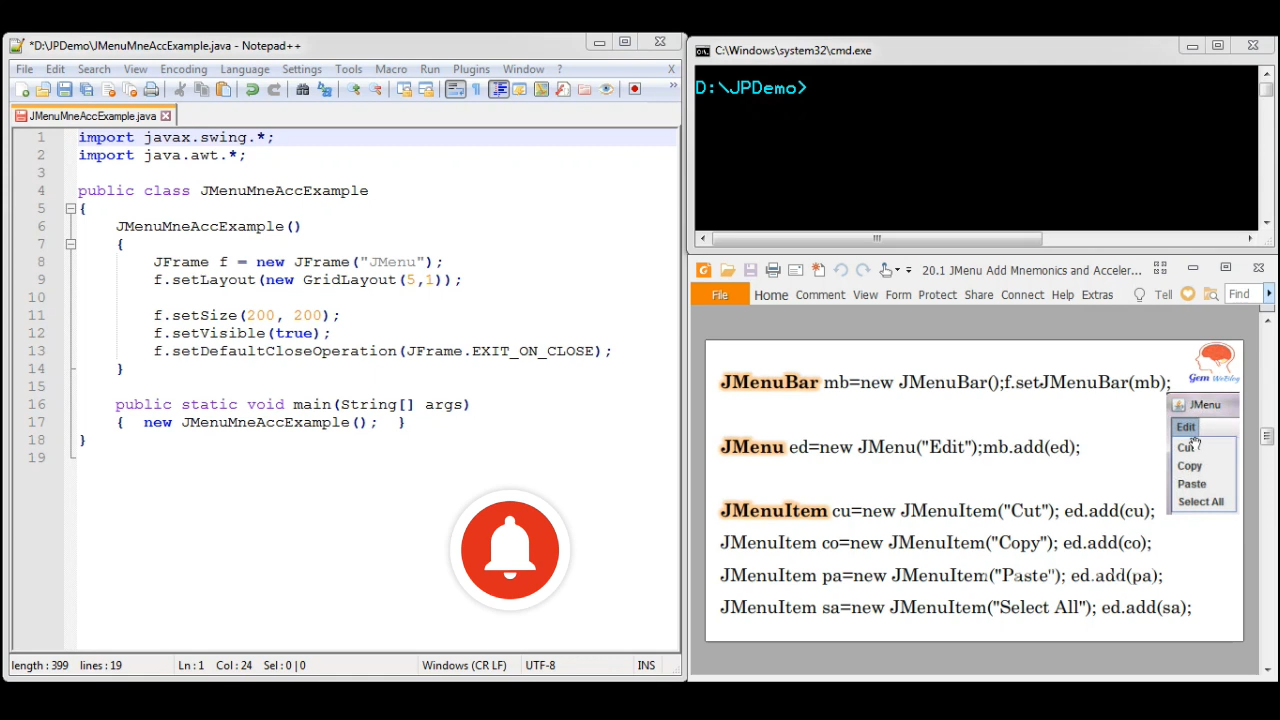 *D:\JPDemo\JMenuMneAccExample.java - Notepad++
File Edit Search View Encoding Language Settings Tools Macro Run Plugins Window ? X
JMenuMneAccExample.java
1 import javax.swing.*;
2 import java.awt.*;
3
4 public class JMenuMneAccExample
5 {
6 JMenuMneAccExample()
7 {
8 JFrame f = new JFrame("JMenu");
9 f.setLayout(new GridLayout(5,1));
10
11 f.setSize(200, 200);
12 f.setVisible(true);
13 f.setDefaultCloseOperation(JFrame.EXIT_ON_CLOSE);
14 }
15
16 public static void main(String[] args)
17 { new JMenuMneAccExample(); }
18 }
19
length : 399 lines : 19 Ln : 1 Col : 24 Sel : 0 | 0 Windows (CR LF) UTF-8 INS
C:\Windows\system32\cmd.exe
D:\JPDemo>
20.1 JMenu Add Mnemonics and Acceler...
File Home Comment View Form Protect Share Connect Help Extras Tell Find
Gem WeBlog
JMenuBar mb=new JMenuBar();f.setJMenuBar(mb);
JMenu ed=new JMenu("Edit");mb.add(ed);
JMenuItem cu=new JMenuItem("Cut"); ed.add(cu);
JMenuItem co=new JMenuItem("Copy"); ed.add(co);
JMenuItem pa=new JMenuItem("Paste"); ed.add(pa);
JMenuItem sa=new JMenuItem("Select All"); ed.add(sa);
JMenu
Edit
Cut
Copy
Paste
Select All